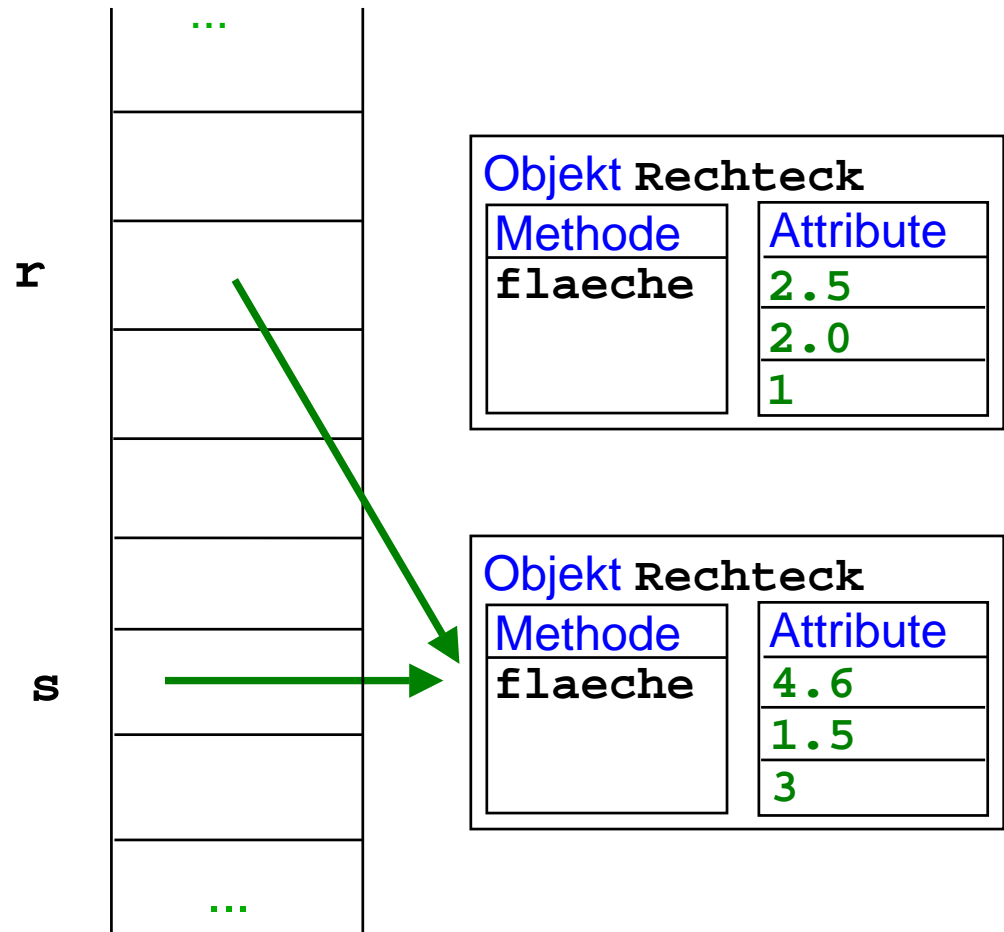 ...
Objekt Rechteck
Methode
Attribute
r
flaeche
2.5
2.0
1
Objekt Rechteck
Methode
Attribute
s
flaeche
4.6
1.5
3
...